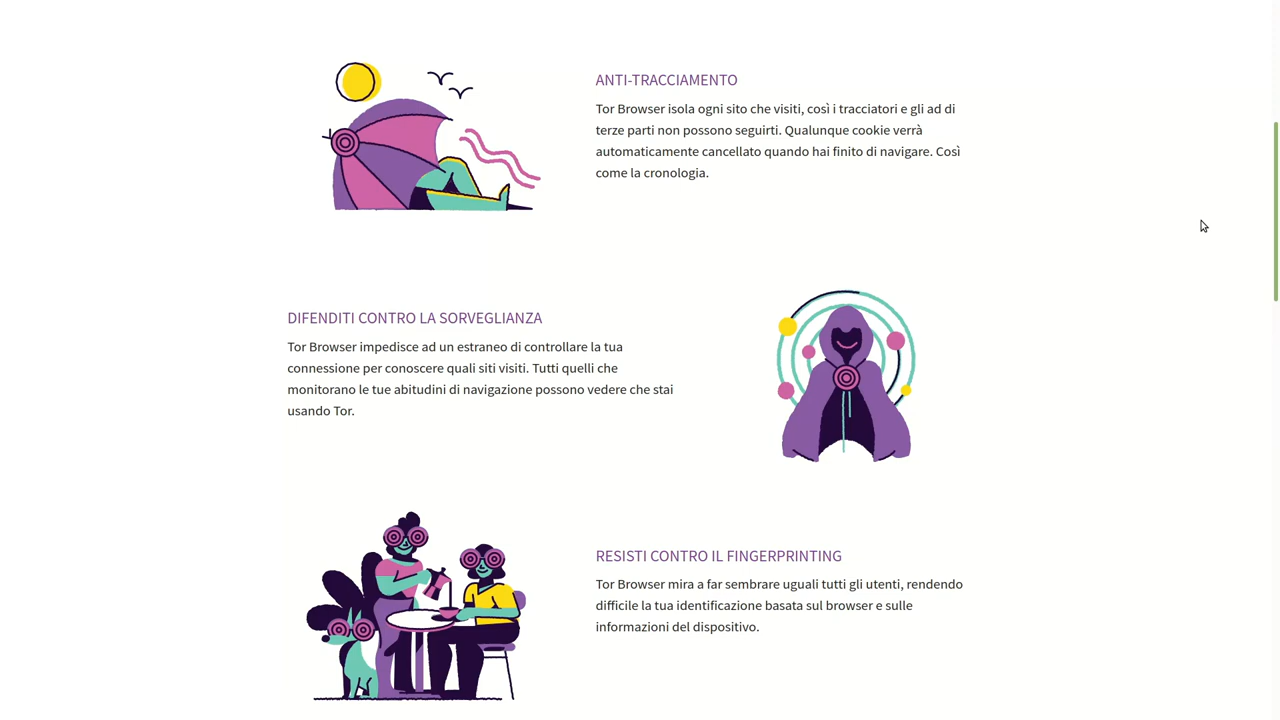 ANTI-TRACCIAMENTO
Tor Browser isola ogni sito che visiti, così i tracciatori e gli ad di
terze parti non possono seguirti. Qualunque cookie verrà
automaticamente cancellato quando hai finito di navigare. Così
come la cronologia.
DIFENDITI CONTRO LA SORVEGLIANZA
Tor Browser impedisce ad un estraneo di controllare la tua
connessione per conoscere quali siti visiti. Tutti quelli che
monitorano le tue abitudini di navigazione possono vedere che stai
usando Tor.
RESISTI CONTRO IL FINGERPRINTING
Tor Browser mira a far sembrare uguali tutti gli utenti, rendendo
difficile la tua identificazione basata sul browser e sulle
informazioni del dispositivo.